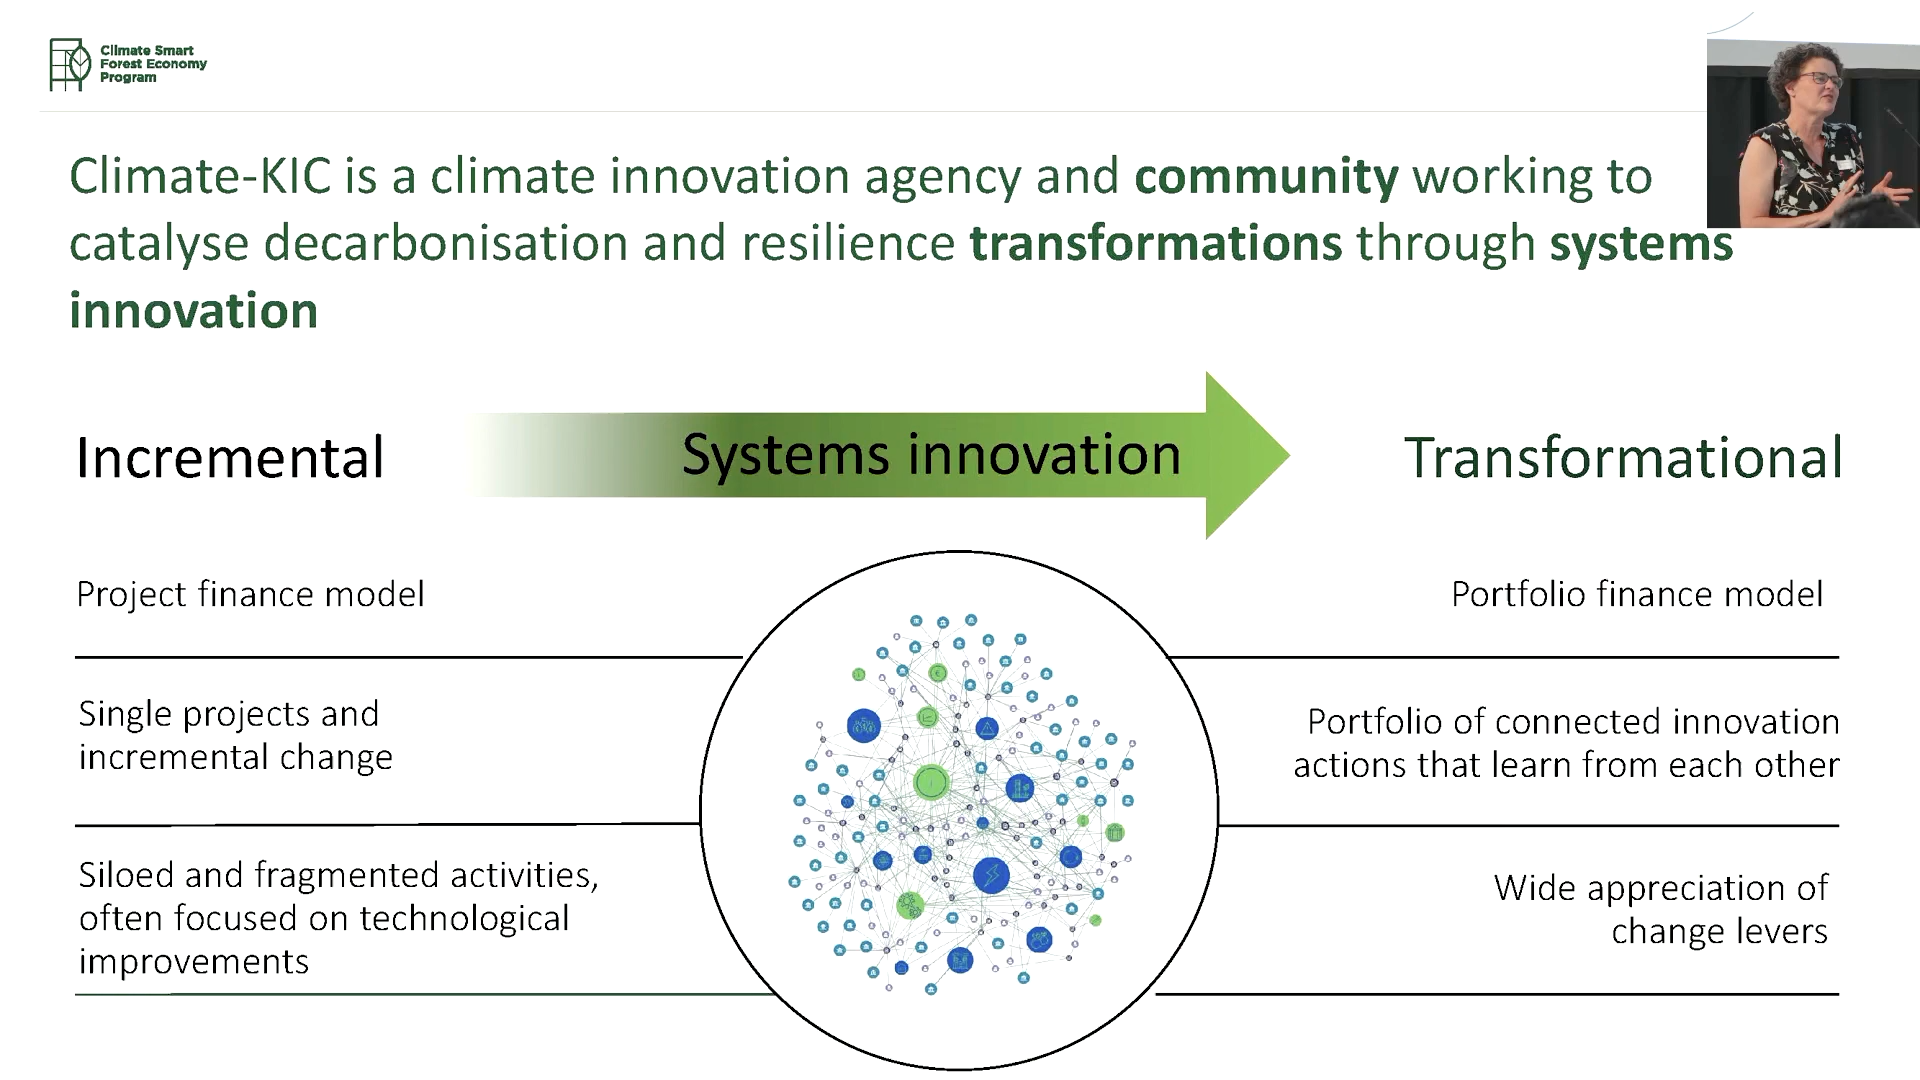 Climate Smart
Forest Economy
Program
Climate-KIC is a climate innovation agency and community working to
catalyse decarbonisation and resilience transformations through systems
innovation
Incremental
Systems innovation
Transformational
Project finance model
Portfolio finance model
Single projects and
incremental change
Portfolio of connected innovation
actions that learn from each other
Siloed and fragmented activities,
often focused on technological
improvements
Wide appreciation of
change levers